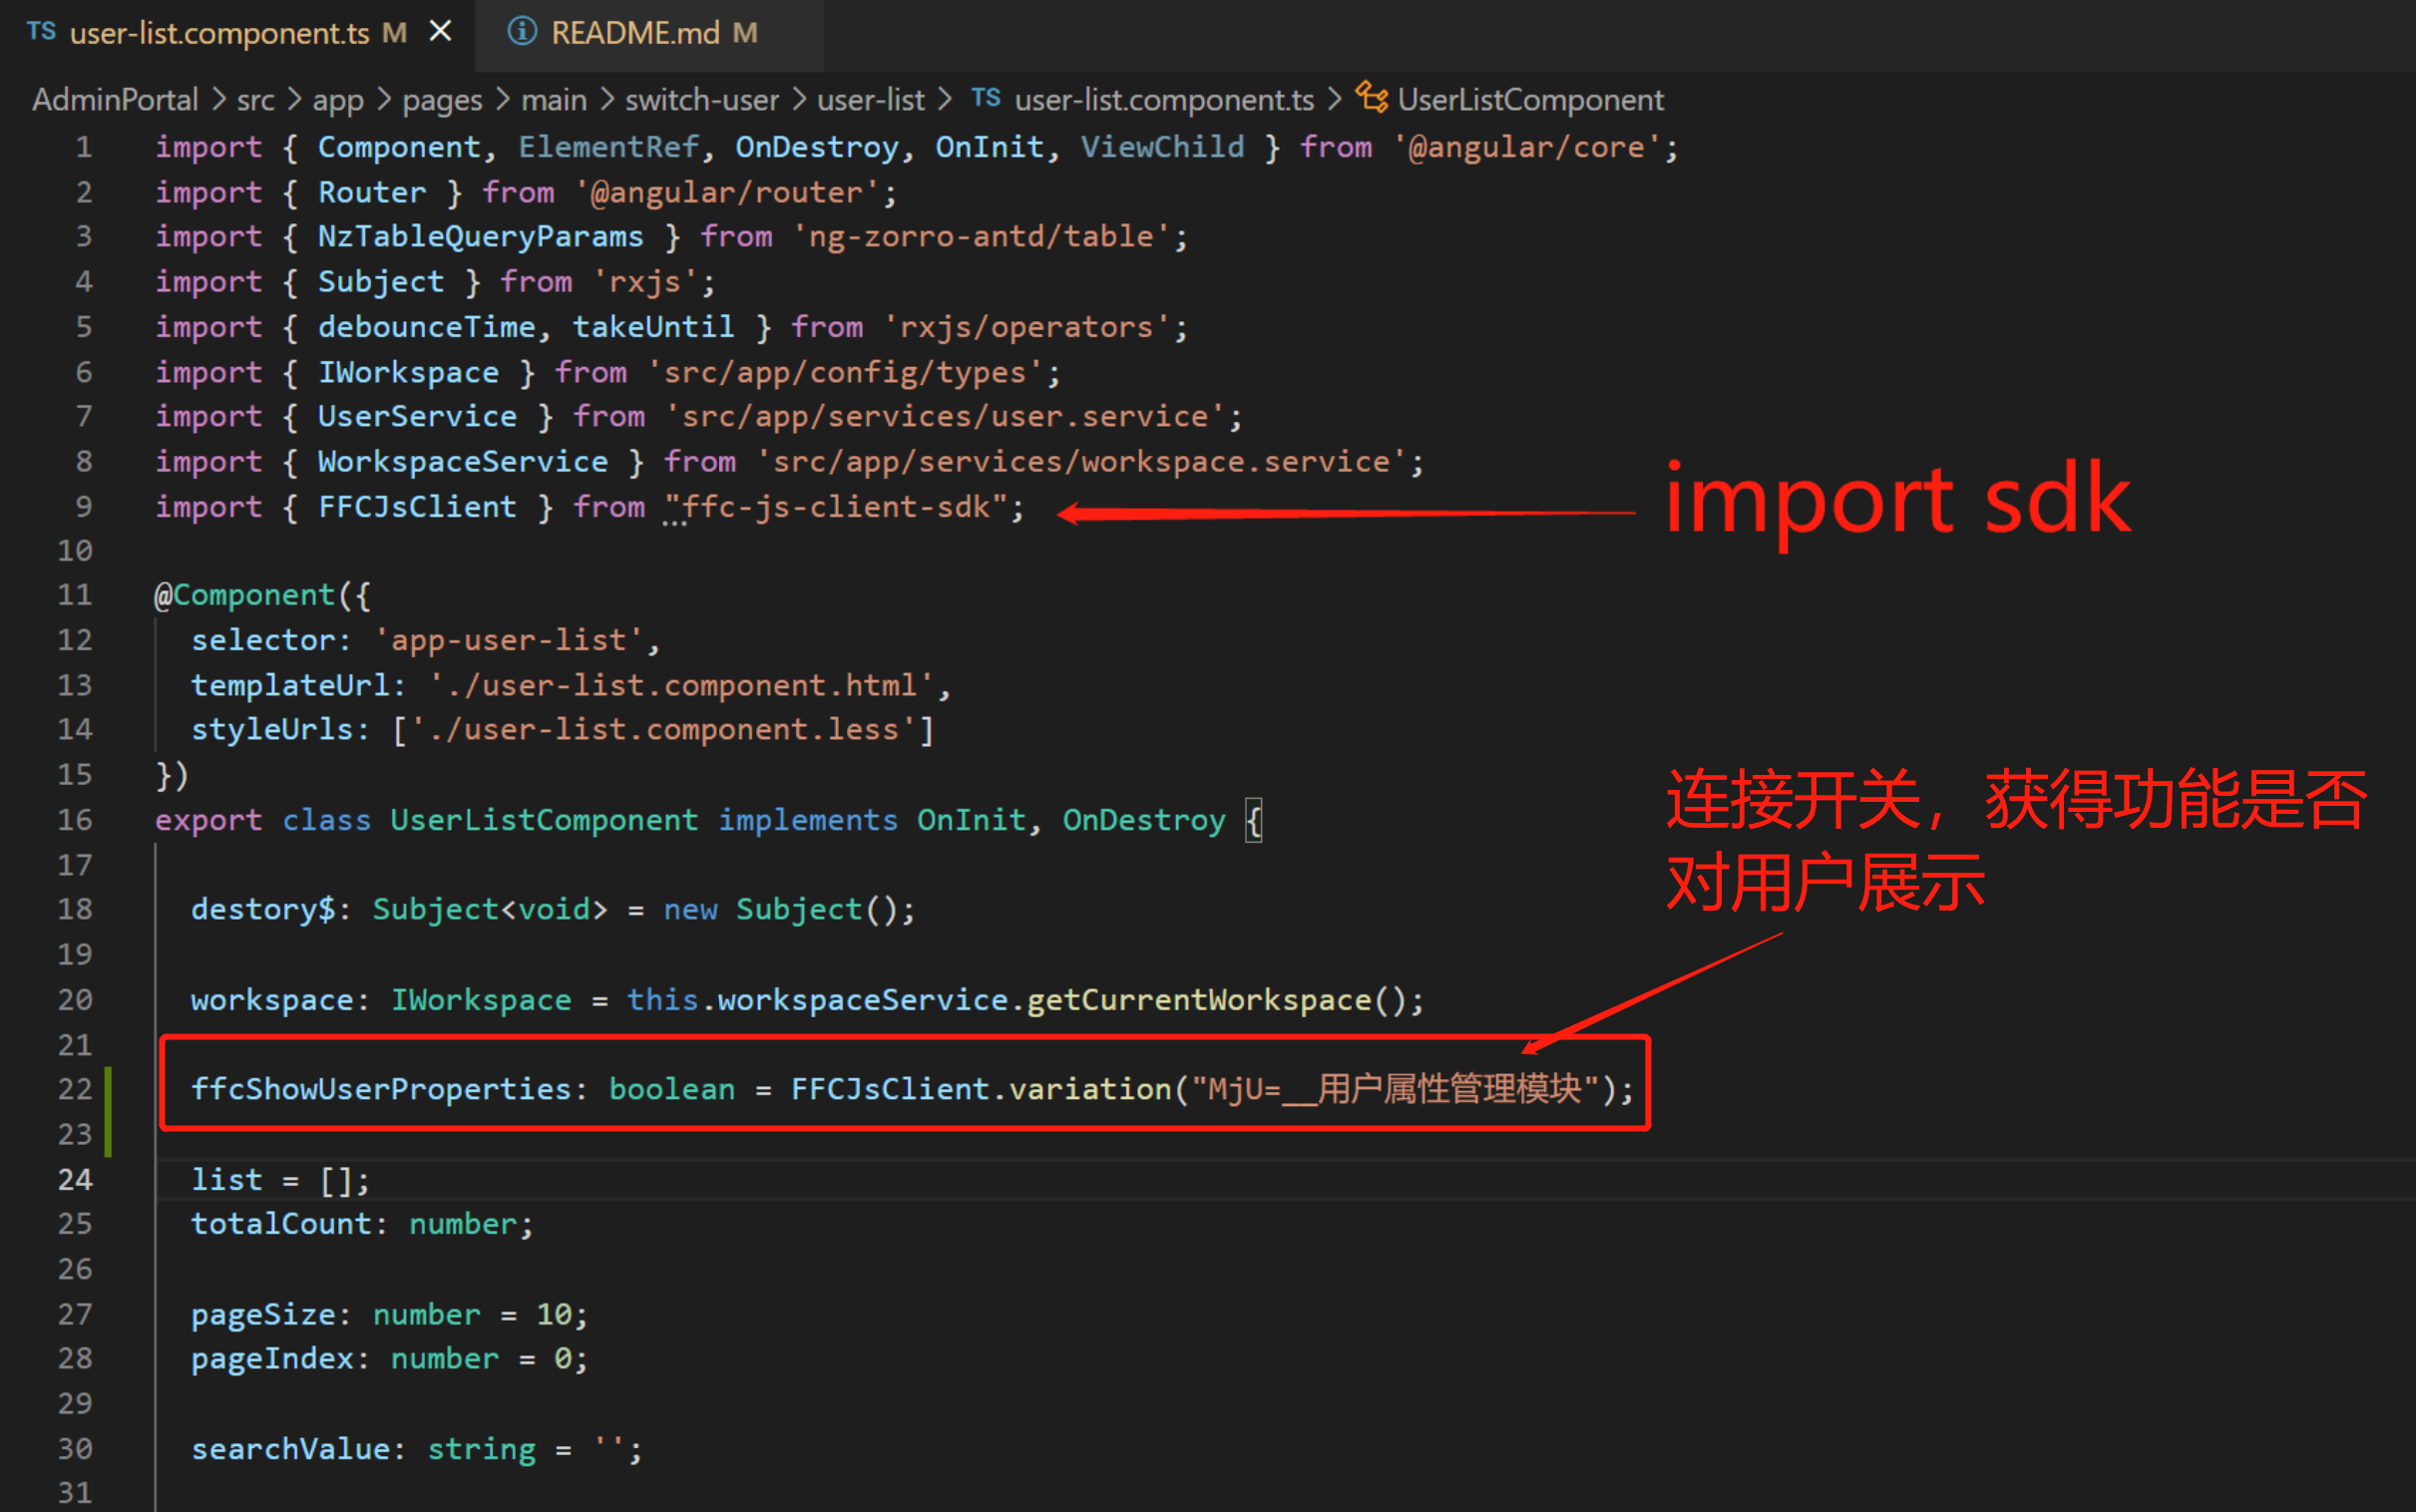 TS user-list.component.ts M × README.md M
AdminPortal > src > app > pages > main > switch-user > user-list > TS user-list.component.ts > UserListComponent
1 import { Component, ElementRef, OnDestroy, OnInit, ViewChild } from '@angular/core';
2 import { Router } from '@angular/router';
3 import { NzTableQueryParams } from 'ng-zorro-antd/table';
4 import { Subject } from 'rxjs';
5 import { debounceTime, takeUntil } from 'rxjs/operators';
6 import { IWorkspace } from 'src/app/config/types';
7 import { UserService } from 'src/app/services/user.service';
8 import { WorkspaceService } from 'src/app/services/workspace.service';
9 import { FFCJsClient } from "ffc-js-client-sdk";
import sdk
10
11 @Component({
12 selector: 'app-user-list',
13 templateUrl: './user-list.component.html',
14 styleUrls: ['./user-list.component.less']
15 })
连接开关，获得功能是否
对用户展示
16 export class UserListComponent implements OnInit, OnDestroy {
17
18 destory$: Subject<void> = new Subject();
19
20 workspace: IWorkspace = this.workspaceService.getCurrentWorkspace();
21
22 ffcShowUserProperties: boolean = FFCJsClient.variation("MjU=__用户属性管理模块");
23
24 list = [];
25 totalCount: number;
26
27 pageSize: number = 10;
28 pageIndex: number = 0;
29
30 searchValue: string = '';
31